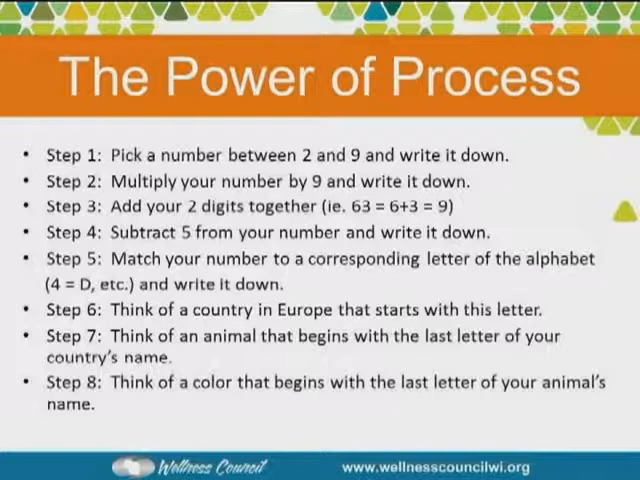 The Power of Process
• Step 1: Pick a number between 2 and 9 and write it down.
• Step 2: Multiply your number by 9 and write it down.
• Step 3: Add your 2 digits together (ie. 63 = 6+3 = 9)
• Step 4: Subtract 5 from your number and write it down.
• Step 5: Match your number to a corresponding letter of the alphabet
(4 = D, etc.) and write it down.
• Step 6: Think of a country in Europe that starts with this letter.
• Step 7: Think of an animal that begins with the last letter of your
country's name.
• Step 8: Think of a color that begins with the last letter of your animal's
name.
Wellness Council www.wellnesscouncilwi.org